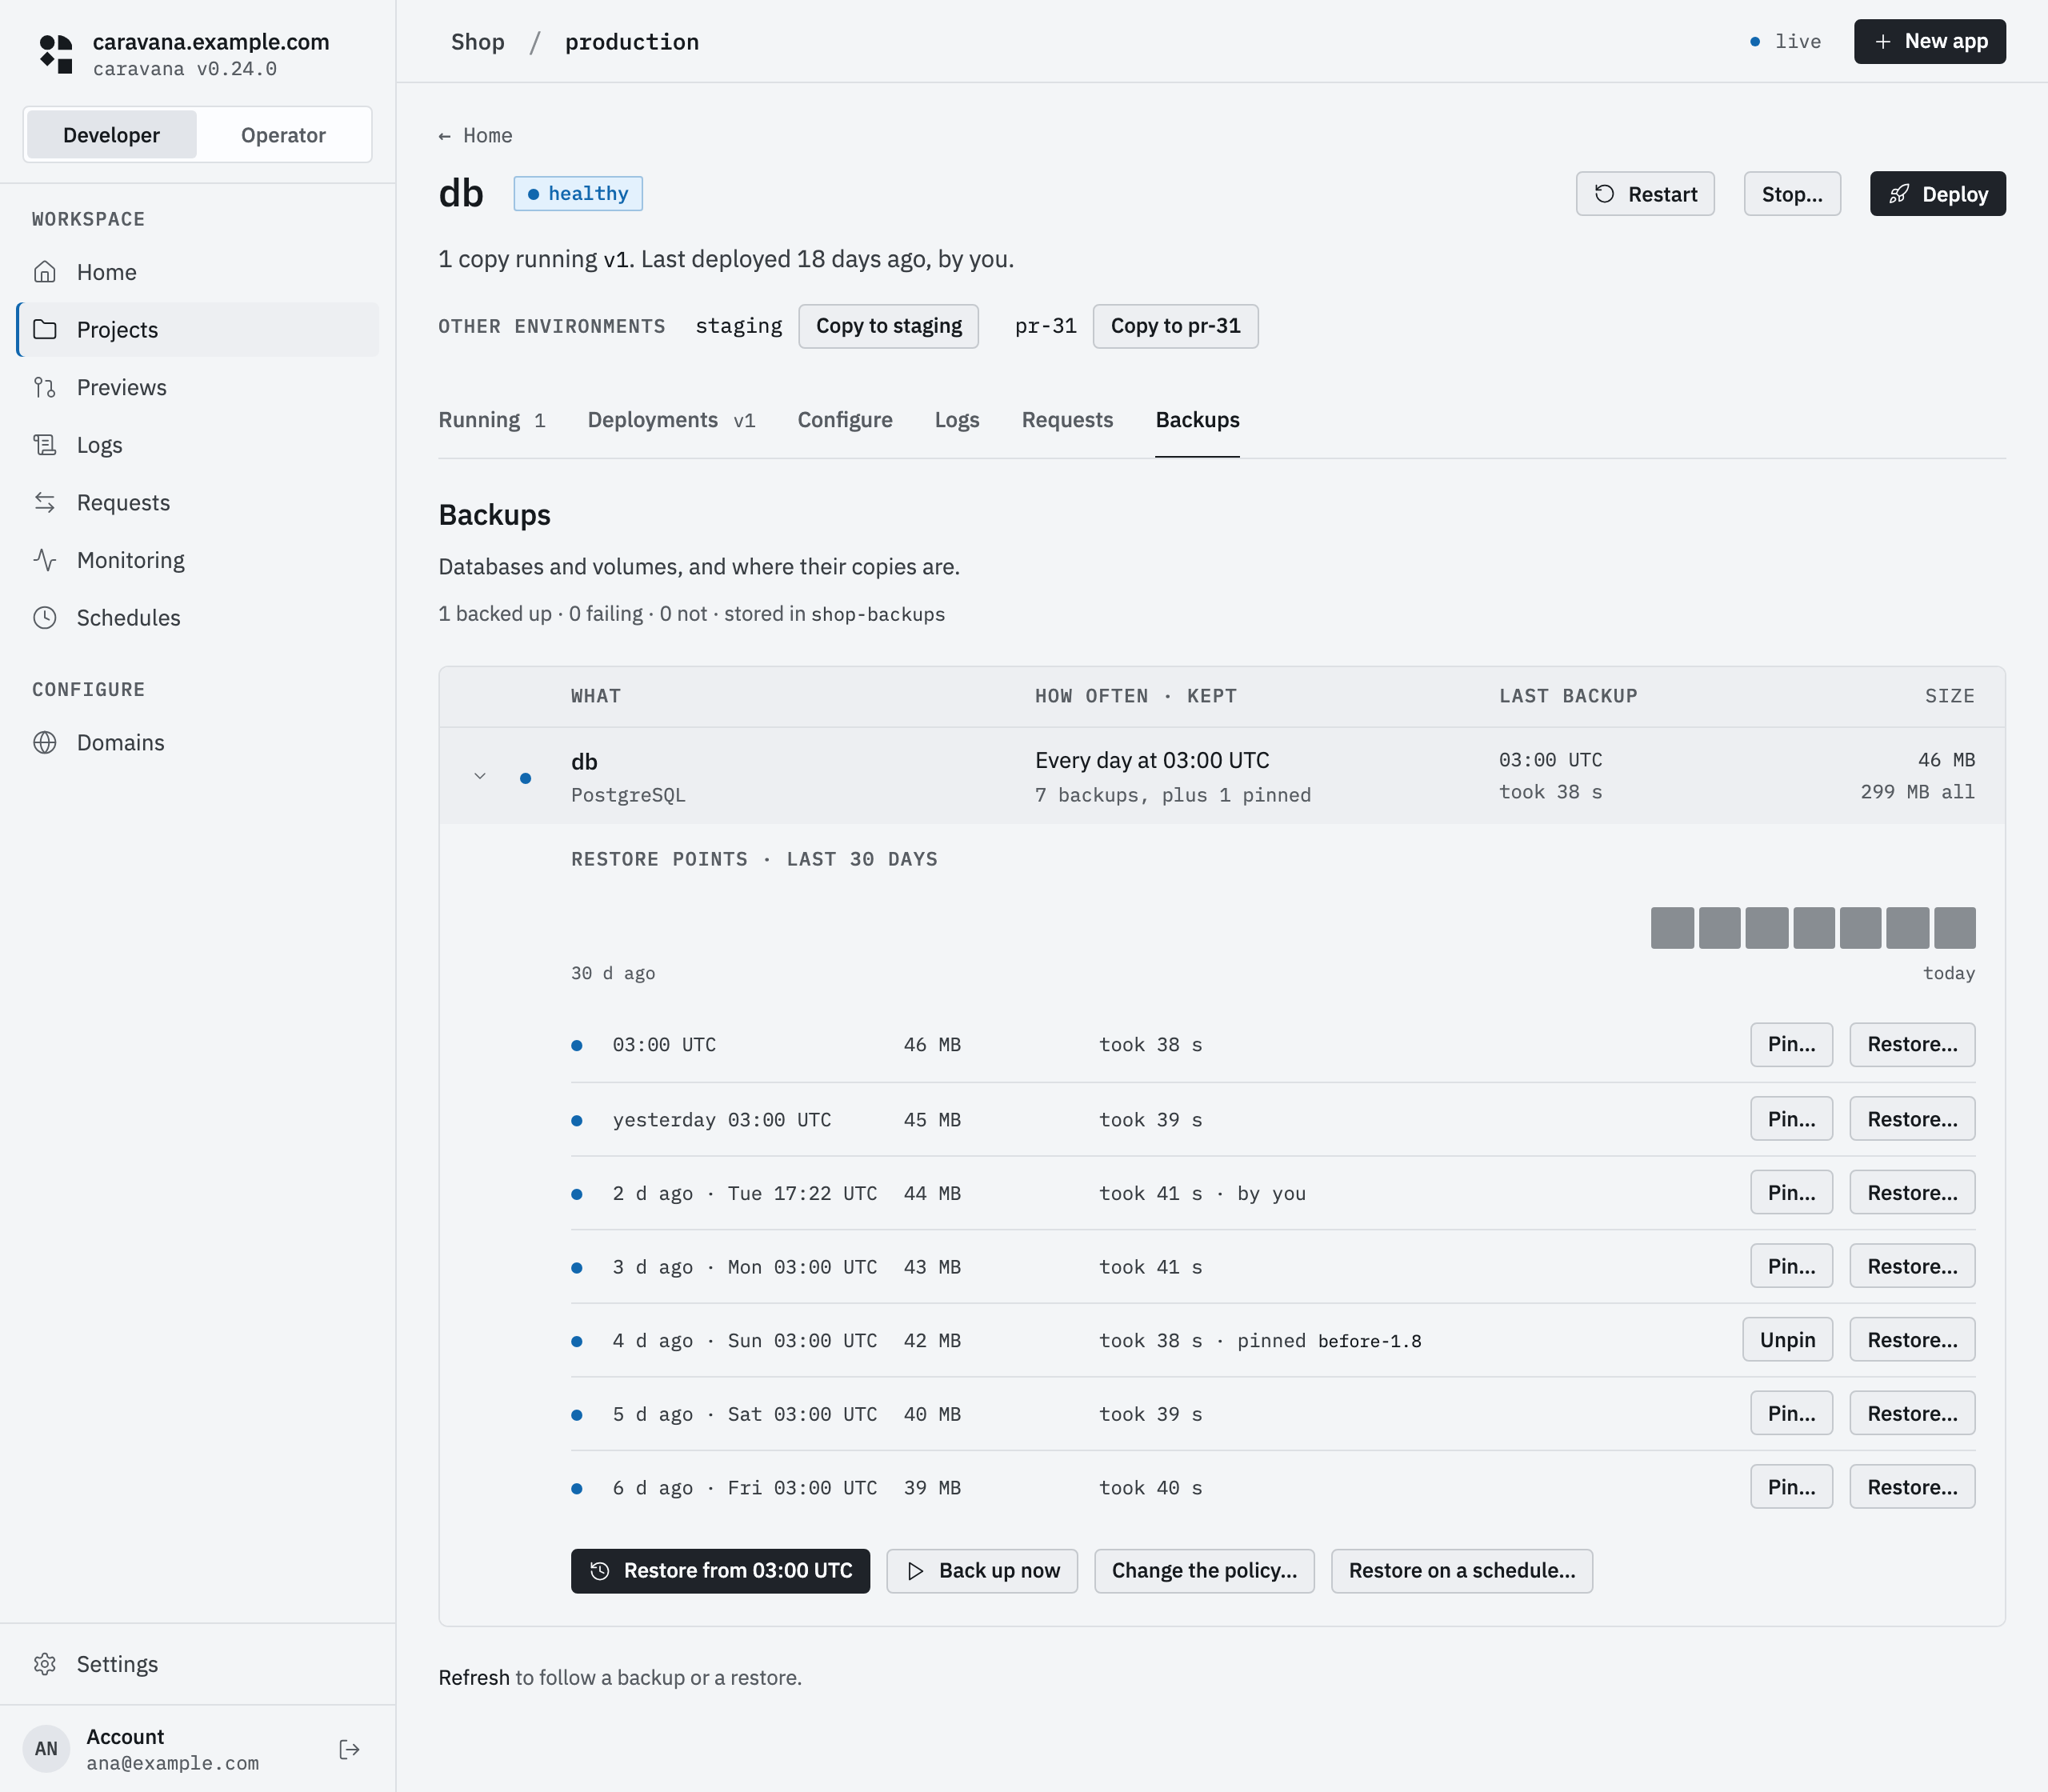 caravana.example.com
caravana v0.24.0
Developer
Operator
WORKSPACE
Home
Projects
Previews
Logs
Requests
Monitoring
Schedules
CONFIGURE
Domains
Settings
AN
Account
ana@example.com
Shop / production
live
+ New app
← Home
db
healthy
Restart
Stop...
Deploy
1 copy running v1. Last deployed 18 days ago, by you.
OTHER ENVIRONMENTS staging Copy to staging pr-31 Copy to pr-31
Running 1 Deployments v1 Configure Logs Requests Backups
Backups
Databases and volumes, and where their copies are.
1 backed up · 0 failing · 0 not · stored in shop-backups
WHAT HOW OFTEN · KEPT LAST BACKUP SIZE
db Every day at 03:00 UTC 03:00 UTC 46 MB
PostgreSQL 7 backups, plus 1 pinned took 38 s 299 MB all
RESTORE POINTS · LAST 30 DAYS
30 d ago today
03:00 UTC 46 MB took 38 s Pin... Restore...
yesterday 03:00 UTC 45 MB took 39 s Pin... Restore...
2 d ago · Tue 17:22 UTC 44 MB took 41 s · by you Pin... Restore...
3 d ago · Mon 03:00 UTC 43 MB took 41 s Pin... Restore...
4 d ago · Sun 03:00 UTC 42 MB took 38 s · pinned before-1.8 Unpin Restore...
5 d ago · Sat 03:00 UTC 40 MB took 39 s Pin... Restore...
6 d ago · Fri 03:00 UTC 39 MB took 40 s Pin... Restore...
Restore from 03:00 UTC Back up now Change the policy... Restore on a schedule...
Refresh to follow a backup or a restore.